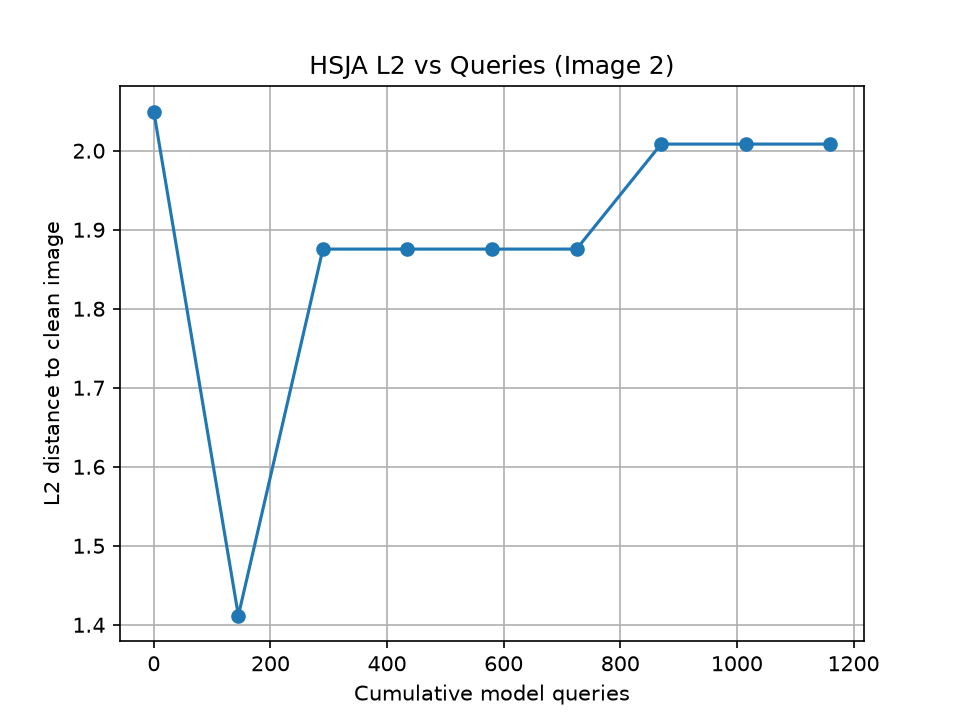 HSJA L2 vs Queries (Image 2)
L2 distance to clean image
2.0
1.9
1.8
1.7
1.6
1.5
1.4
0 200 400 600 800 1000 1200
Cumulative model queries